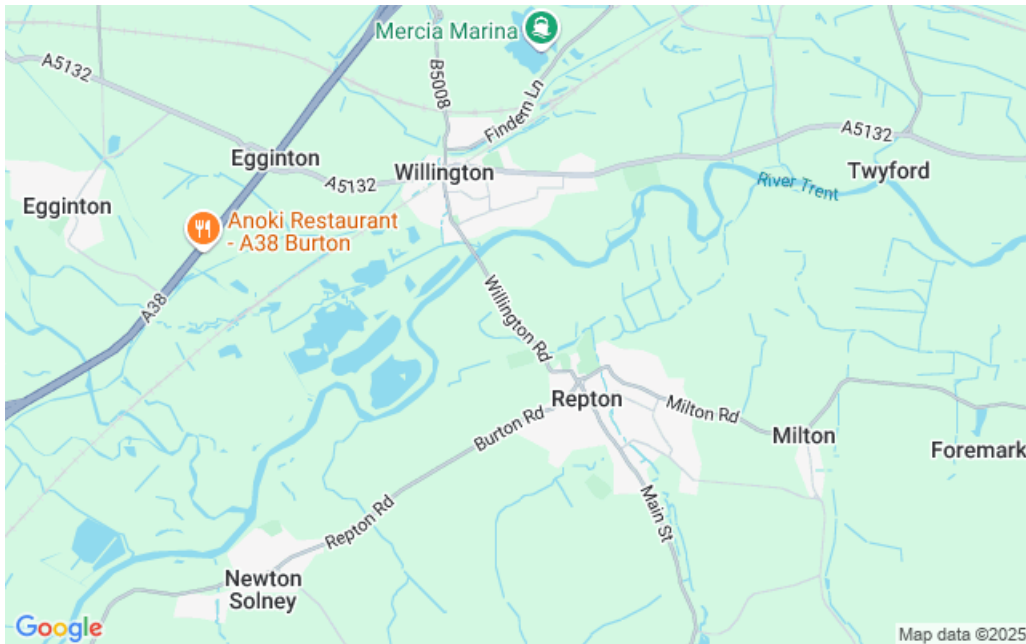 Mercia Marina
A5132
B5008
Findern Ln
A5132
Egginton
Willington
A5132
Twyford
River Trent
Egginton
Anoki Restaurant
- A38 Burton
A38
Willington Rd
Repton
Milton Rd
Burton Rd
Milton
Foremark
Main St
Repton Rd
Newton
Solney
Google
Map data ©2025